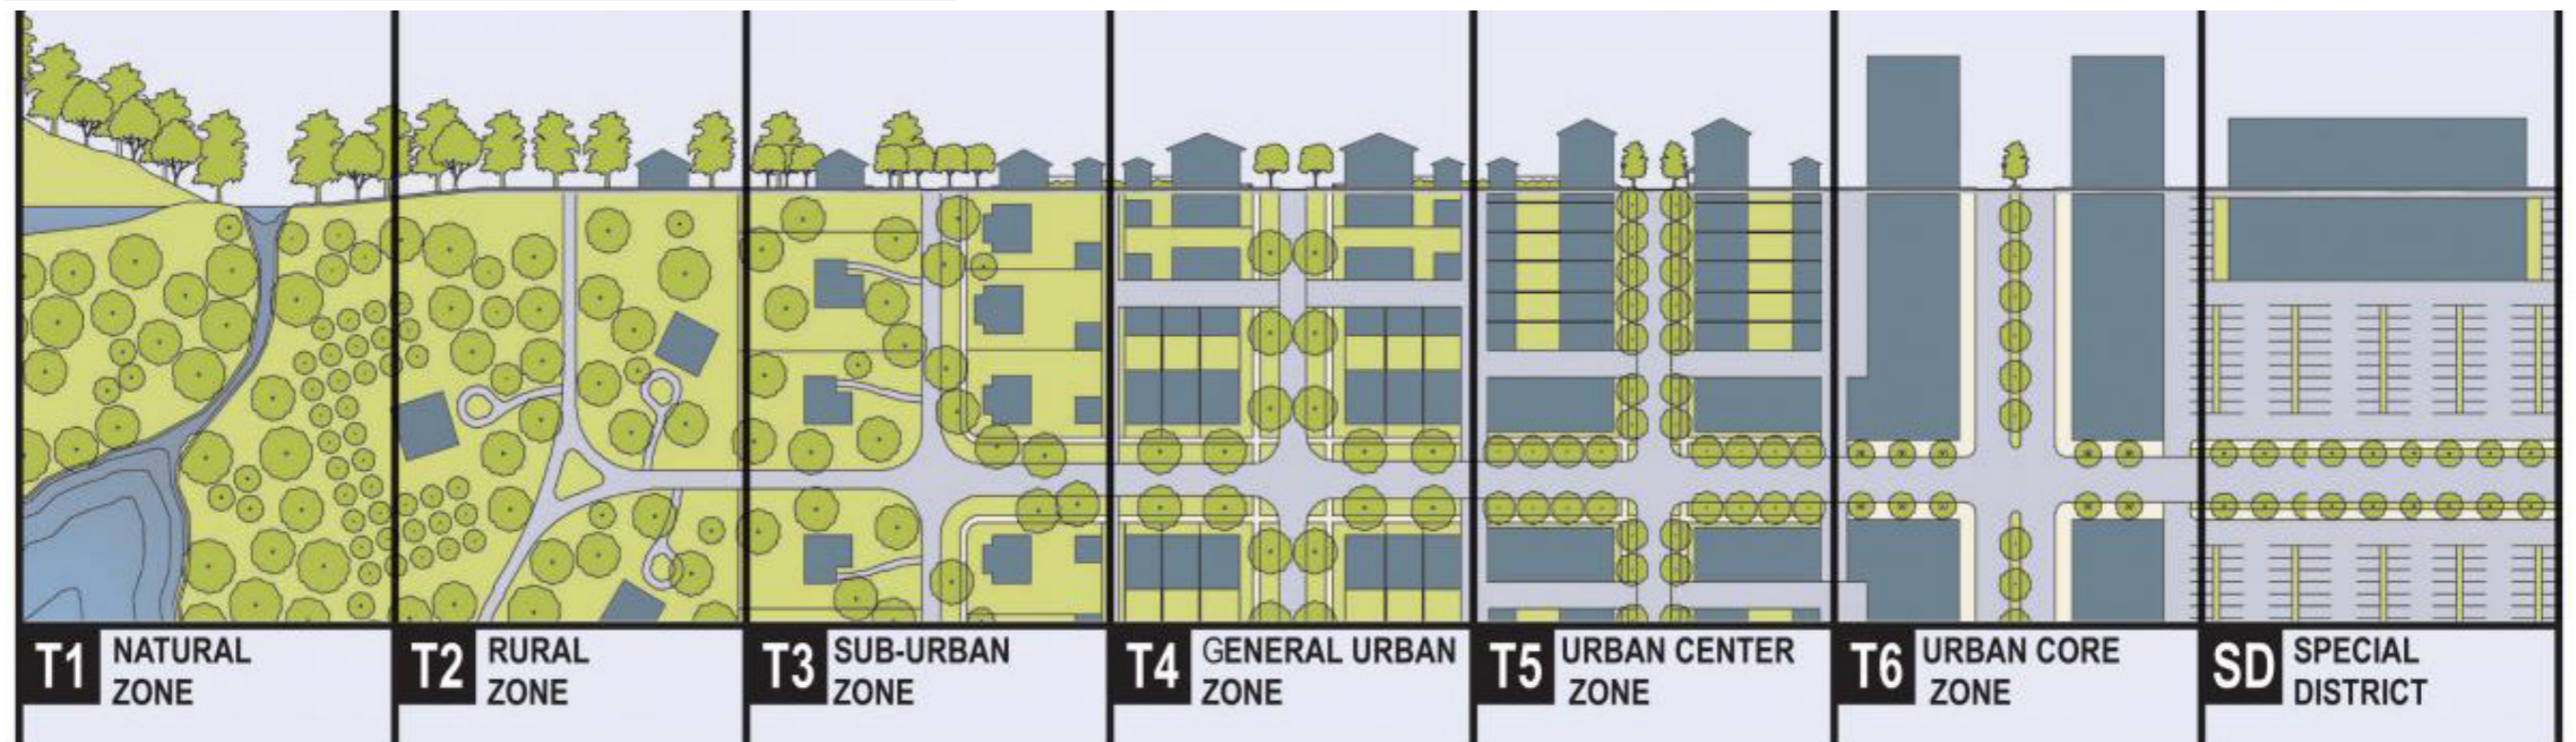 T1 NATURAL
ZONE
T2 RURAL
ZONE
T3 SUB-URBAN
ZONE
T4 GENERAL URBAN
ZONE
T5 URBAN CENTER
ZONE
T6 URBAN CORE
ZONE
SD SPECIAL
DISTRICT